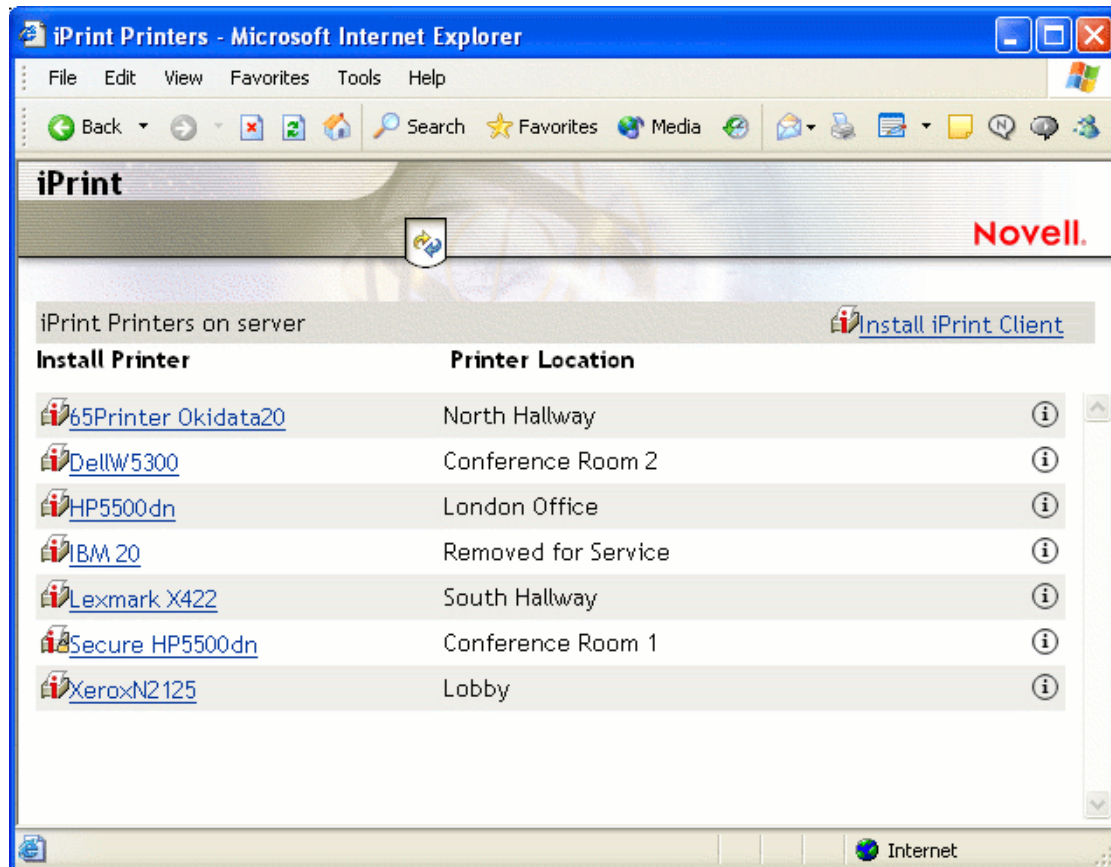 iPrint Printers - Microsoft Internet Explorer
File Edit View Favorites Tools Help
Back Search Favorites Media
iPrint
Novell.
iPrint Printers on server Install iPrint Client
Install Printer Printer Location
65Printer Okidata20 North Hallway
DellW5300 Conference Room 2
HP5500dn London Office
IBM 20 Removed for Service
Lexmark X422 South Hallway
Secure HP5500dn Conference Room 1
XeroxN2125 Lobby
Internet